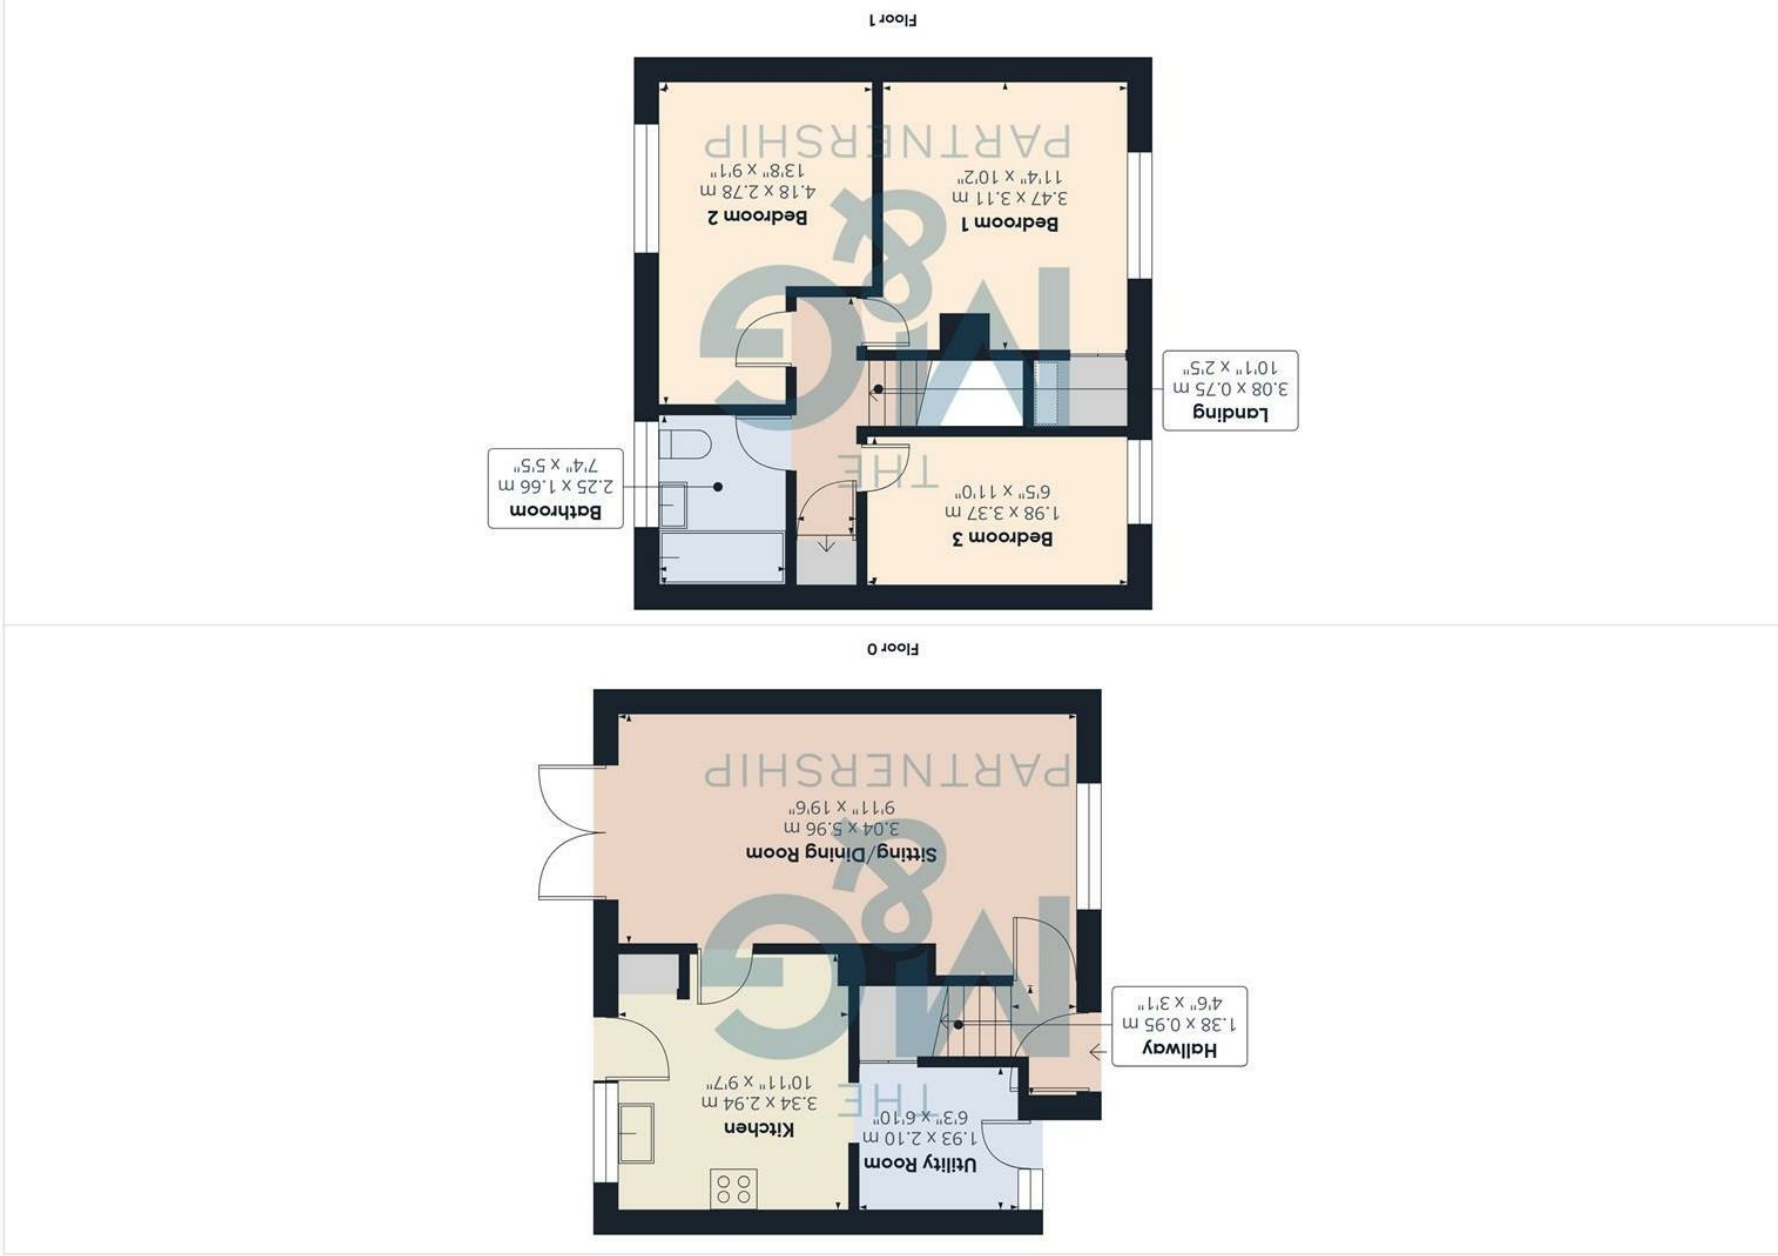 Floor 0
Hallway
1.38 x 0.95 m
4'6" x 3'1"
Utility Room
1.93 x 2.10 m
6'3" x 6'10"
Kitchen
3.34 x 2.94 m
10'11" x 9'7"
Sitting/Dining Room
3.04 x 5.96 m
9'11" x 19'6"
THE
M&G
PARTNERSHIP
Floor 1
Bedroom 3
1.98 x 3.37 m
6'5" x 11'0"
Bathroom
2.25 x 1.66 m
7'4" x 5'5"
Landing
3.08 x 0.75 m
10'1" x 2'5"
Bedroom 1
3.47 x 3.11 m
11'4" x 10'2"
Bedroom 2
4.18 x 2.78 m
13'8" x 9'1"
THE
M&G
PARTNERSHIP